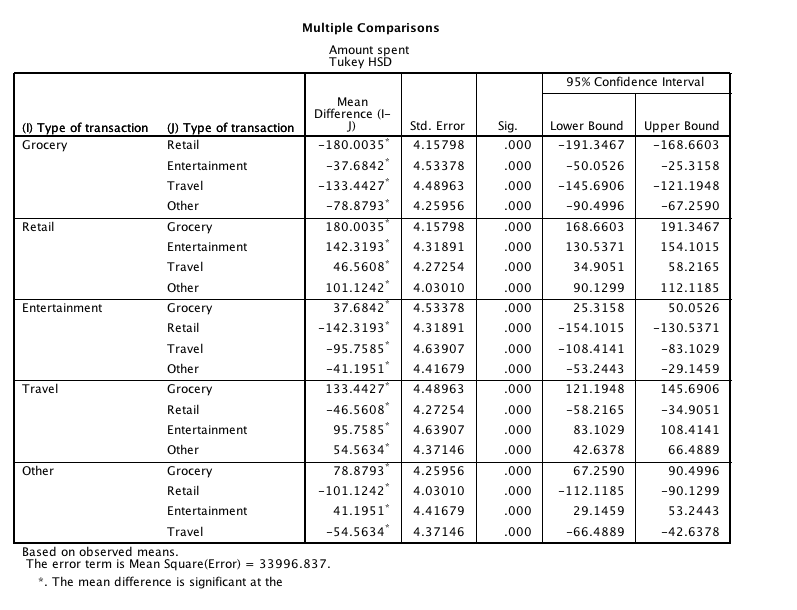 Multiple Comparisons
Amount spent
Tukey HSD
95% Confidence Interval
(I) Type of transaction (J) Type of transaction Mean Difference (I-J) Std. Error Sig. Lower Bound Upper Bound
Grocery Retail -180.0035* 4.15798 .000 -191.3467 -168.6603
Entertainment -37.6842* 4.53378 .000 -50.0526 -25.3158
Travel -133.4427* 4.48963 .000 -145.6906 -121.1948
Other -78.8793* 4.25956 .000 -90.4996 -67.2590
Retail Grocery 180.0035* 4.15798 .000 168.6603 191.3467
Entertainment 142.3193* 4.31891 .000 130.5371 154.1015
Travel 46.5608* 4.27254 .000 34.9051 58.2165
Other 101.1242* 4.03010 .000 90.1299 112.1185
Entertainment Grocery 37.6842* 4.53378 .000 25.3158 50.0526
Retail -142.3193* 4.31891 .000 -154.1015 -130.5371
Travel -95.7585* 4.63907 .000 -108.4141 -83.1029
Other -41.1951* 4.41679 .000 -53.2443 -29.1459
Travel Grocery 133.4427* 4.48963 .000 121.1948 145.6906
Retail -46.5608* 4.27254 .000 -58.2165 -34.9051
Entertainment 95.7585* 4.63907 .000 83.1029 108.4141
Other 54.5634* 4.37146 .000 42.6378 66.4889
Other Grocery 78.8793* 4.25956 .000 67.2590 90.4996
Retail -101.1242* 4.03010 .000 -112.1185 -90.1299
Entertainment 41.1951* 4.41679 .000 29.1459 53.2443
Travel -54.5634* 4.37146 .000 -66.4889 -42.6378
Based on observed means.
The error term is Mean Square(Error) = 33996.837.
*. The mean difference is significant at the